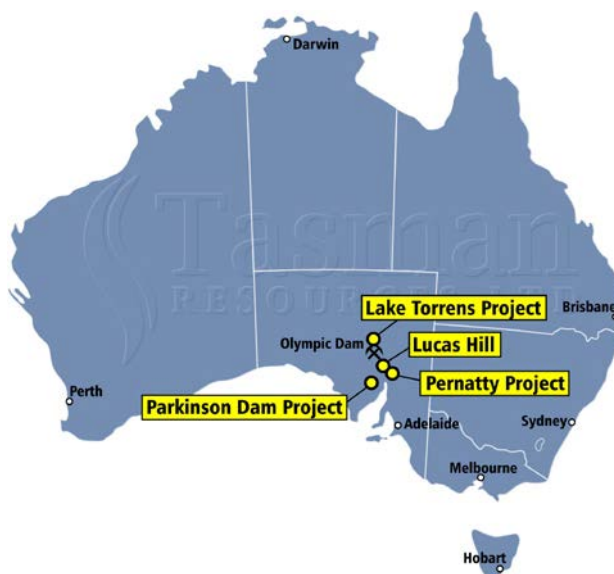 Darwin
Tasman
RESOURCES LTD
Lake Torrens Project
Brisbane
Olympic Dam
Lucas Hill
Perth
Parkinson Dam Project
Pernatty Project
Adelaide
Sydney
Melbourne
Hobart